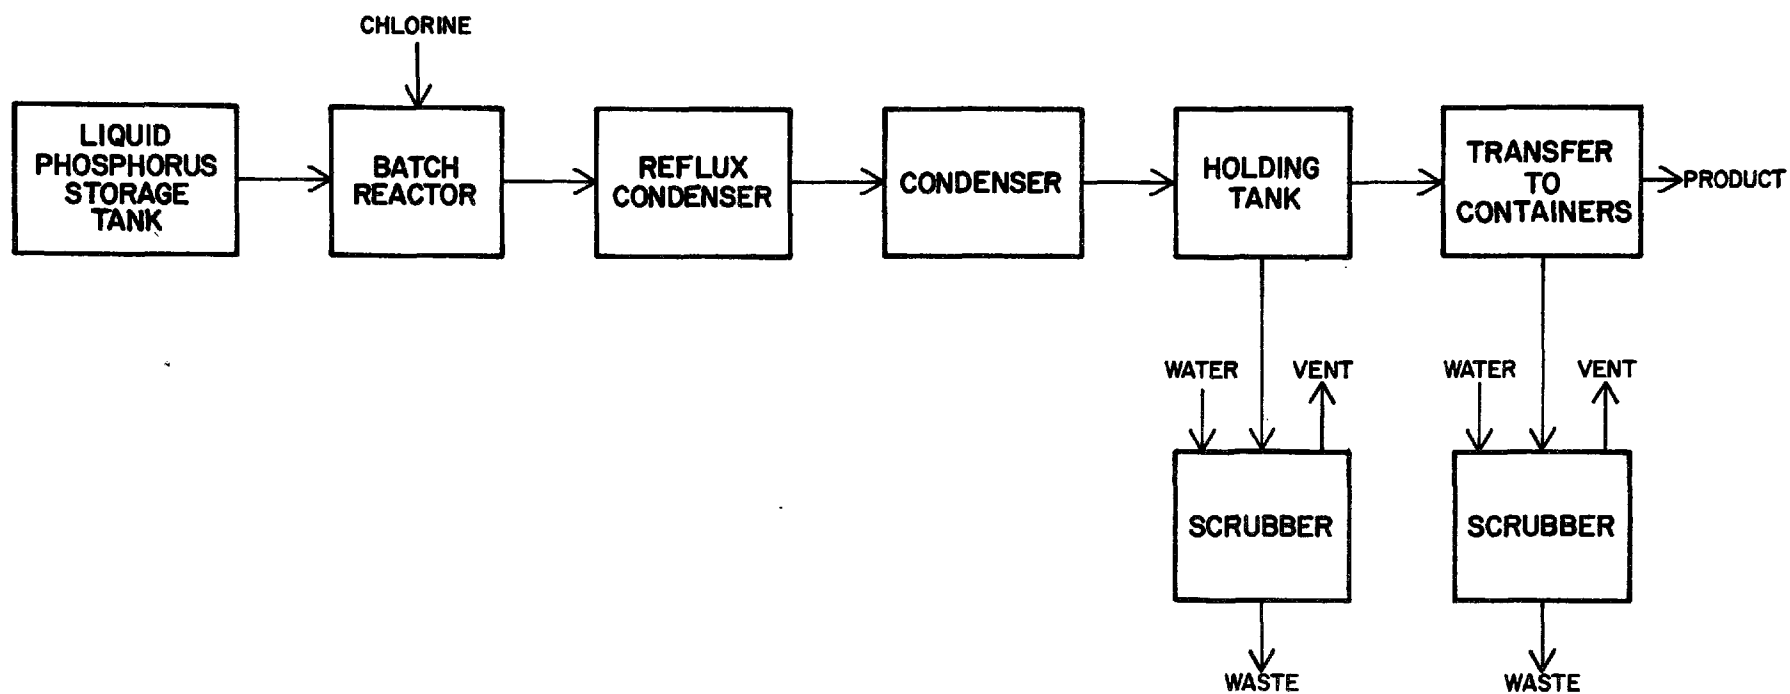 CHLORINE
LIQUID
PHOSPHORUS
STORAGE
TANK
BATCH
REACTOR
REFLUX
CONDENSER
CONDENSER
HOLDING
TANK
TRANSFER
TO
CONTAINERS
PRODUCT
WATER
VENT
WATER
VENT
SCRUBBER
SCRUBBER
WASTE
WASTE